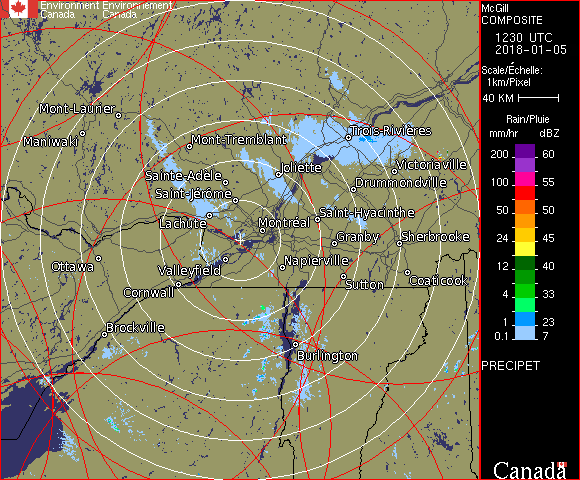 Environment Environnement
Canada Canada
McGill
COMPOSITE
1230 UTC
2018-01-05
Scale/Échelle:
1km/Pixel
40 KM
Rain/Pluie
mm/hr dBZ
200 60
100 55
50 50
24 45
12 40
8 33
4 33
1 23
0.1 7
PRECIPET
Canada
Mont-Laurier
Maniwaki
Mont-Tremblant
Trois-Rivières
Joliette
Victoriaville
Sainte-Adèle
Drummondville
Saint-Jérôme
Lachute
Saint-Hyacinthe
Montréal
Granby
Sherbrooke
Ottawa
Valleyfield
Napierville
Cornwall
Sutton
Coaticook
Brockville
Burlington